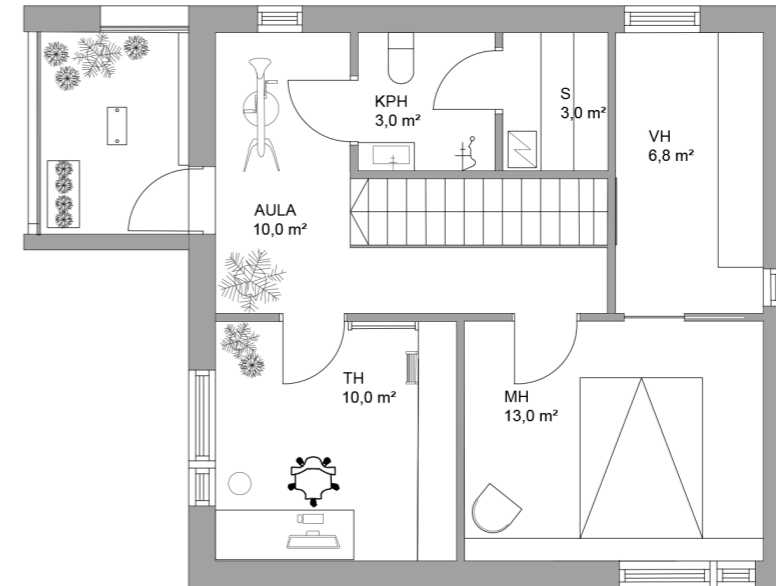 KPH
3,0 m²
S
3,0 m²
VH
6,8 m²
AULA
10,0 m²
TH
10,0 m²
MH
13,0 m²